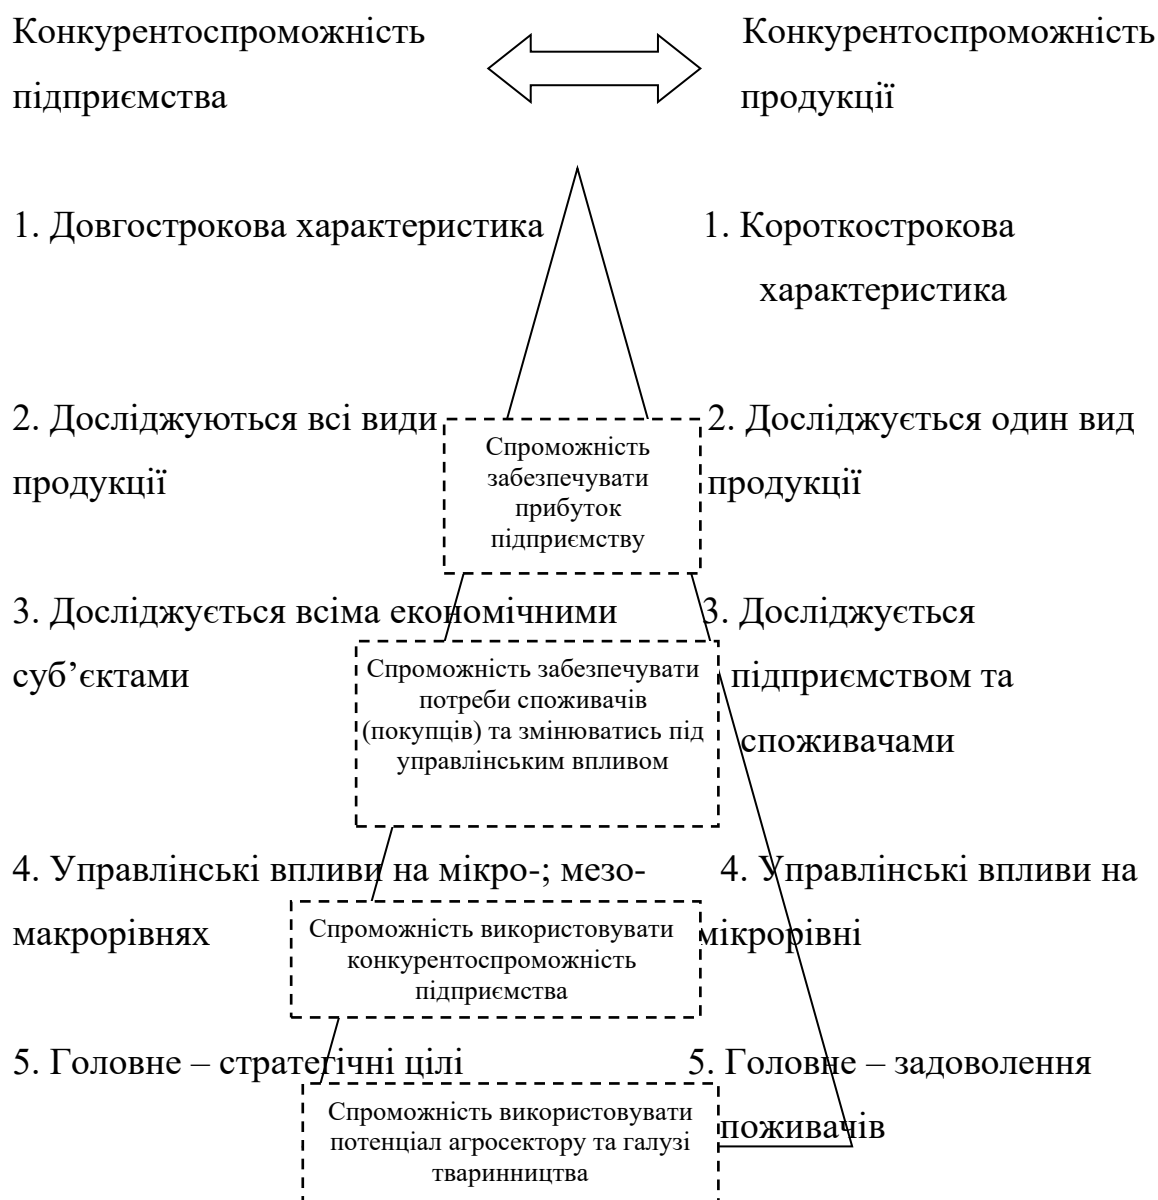 Конкурентоспроможність
підприємства
Конкурентоспроможність
продукції
1. Довгострокова характеристика
1. Короткострокова
характеристика
2. Досліджуються всі види
продукції
Спроможність
забезпечувати
прибуток
підприємству
2. Досліджується один вид
продукції
3. Досліджується всіма економічними
суб’єктами
Спроможність забезпечувати
потреби споживачів
(покупців) та змінюватись під
управлінським впливом
3. Досліджується
підприємством та
споживачами
4. Управлінські впливи на мікро-; мезо-
макрорівнях
Спроможність використовувати
конкурентоспроможність
підприємства
4. Управлінські впливи на
мікрорівні
5. Головне – стратегічні цілі
Спроможність використовувати
потенціал агросектору та галузі
тваринництва
5. Головне – задоволення
поживачів